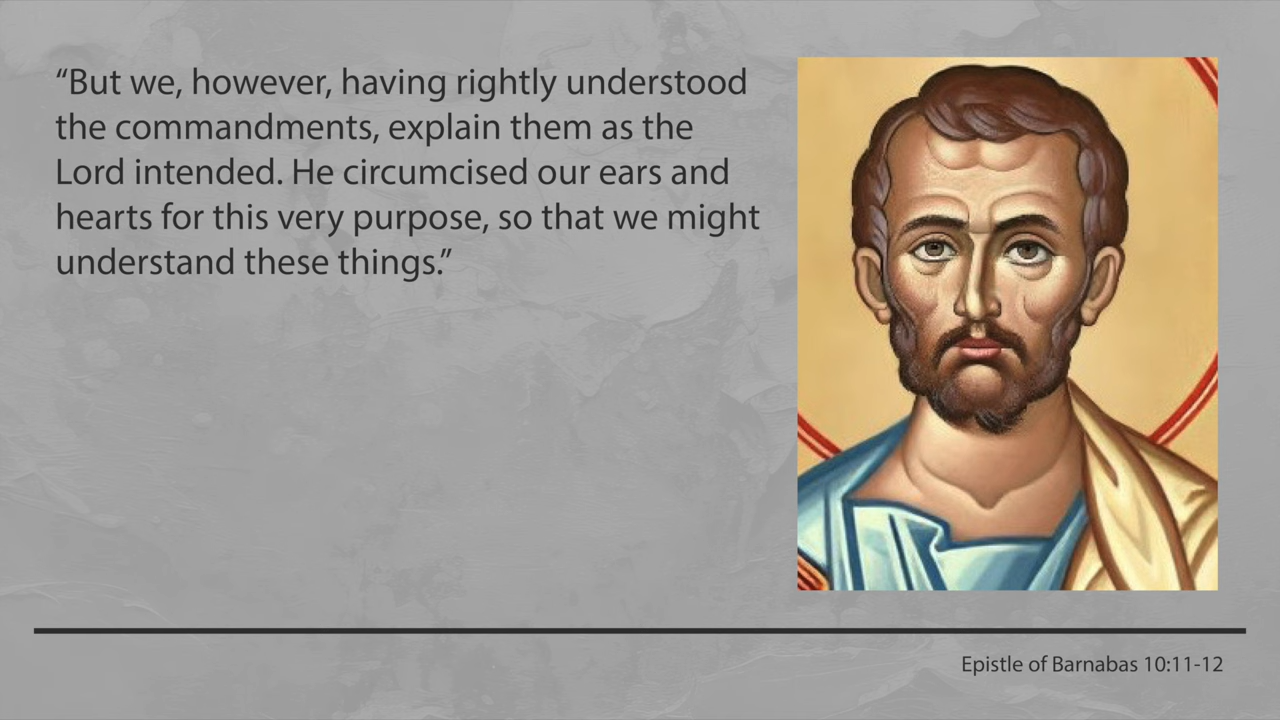 “But we, however, having rightly understood
the commandments, explain them as the
Lord intended. He circumcised our ears and
hearts for this very purpose, so that we might
understand these things.”
Epistle of Barnabas 10:11-12